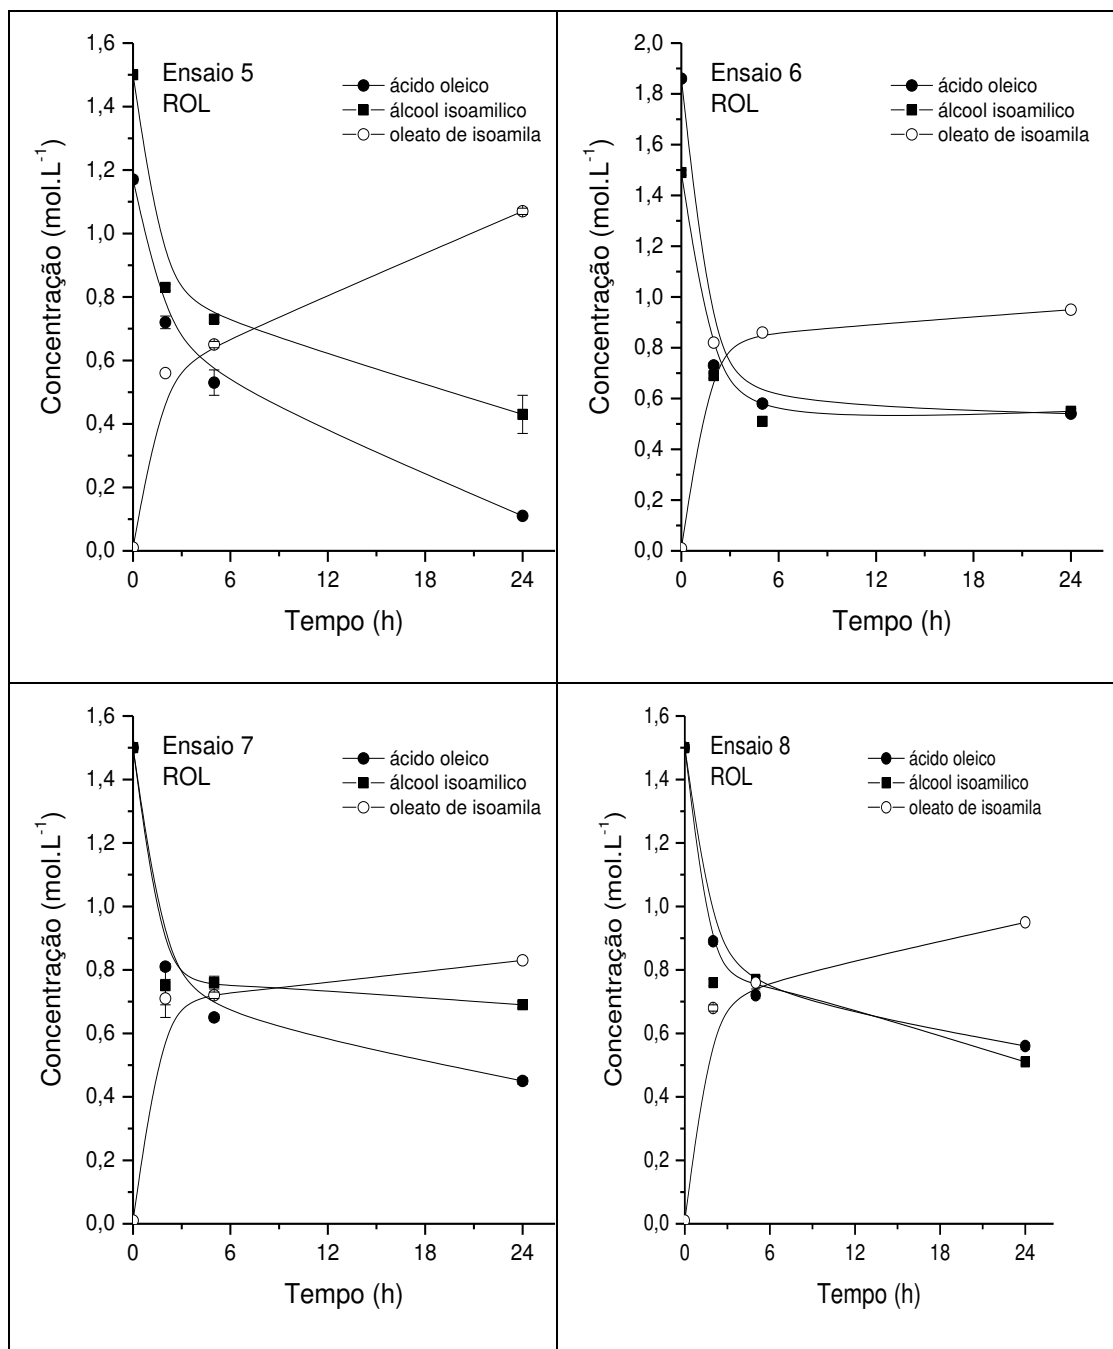 Ensaio 5
ROL
ácido oleico
álcool isoamilico
oleato de isoamila
Concentração (mol.L-1)
1,6
1,4
1,2
1,0
0,8
0,6
0,4
0,2
0,0
0 6 12 18 24
Tempo (h)
Ensaio 6
ROL
ácido oleico
álcool isoamilico
oleato de isoamila
Concentração (mol.L-1)
2,0
1,8
1,6
1,4
1,2
1,0
0,8
0,6
0,4
0,2
0,0
0 6 12 18 24
Tempo (h)
Ensaio 7
ROL
ácido oleico
álcool isoamilico
oleato de isoamila
Concentração (mol.L-1)
1,6
1,4
1,2
1,0
0,8
0,6
0,4
0,2
0,0
0 6 12 18 24
Tempo (h)
Ensaio 8
ROL
ácido oleico
álcool isoamilico
oleato de isoamila
Concentração (mol.L-1)
1,6
1,4
1,2
1,0
0,8
0,6
0,4
0,2
0,0
0 6 12 18 24
Tempo (h)